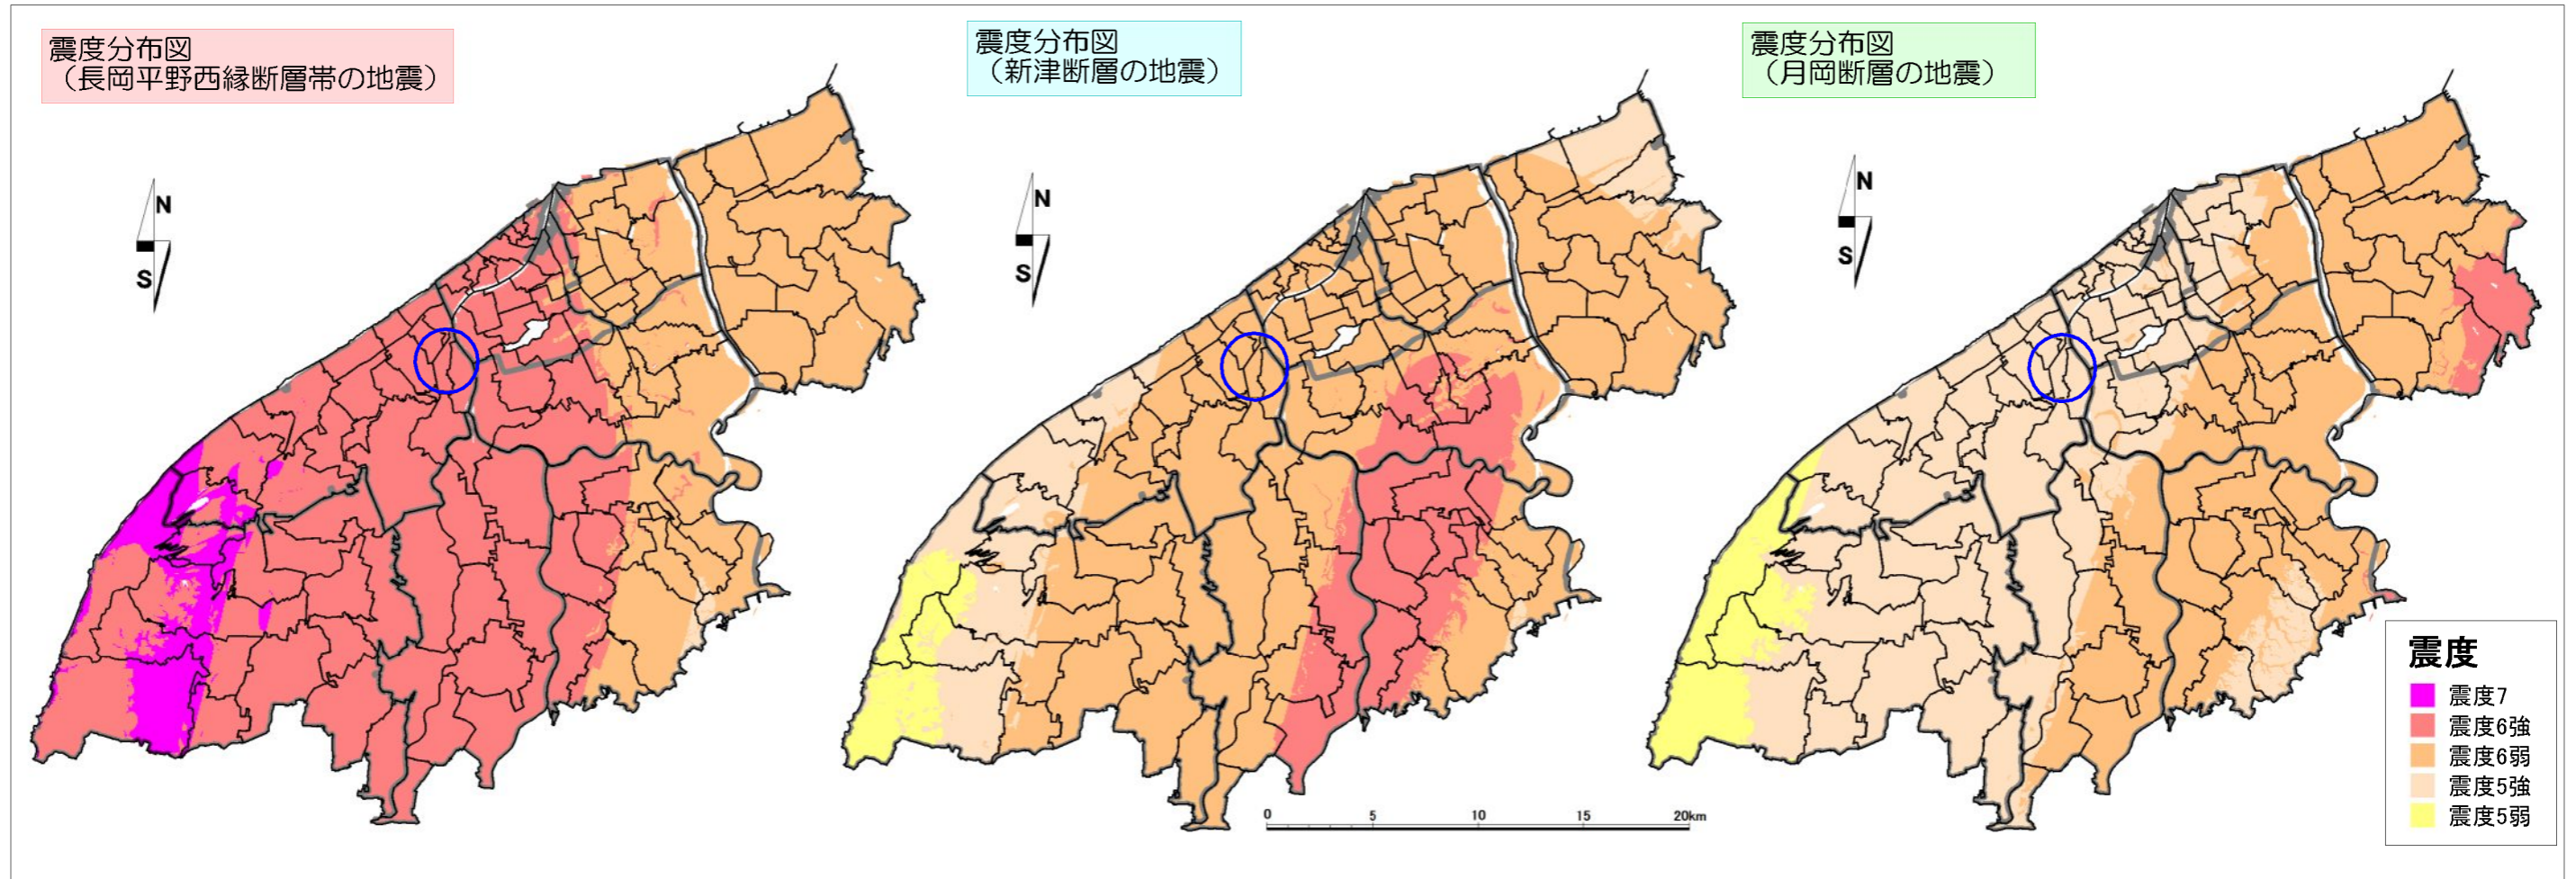 震度分布図
（長岡平野西縁断層帯の地震）
震度分布図
（新津断層の地震）
震度分布図
（月岡断層の地震）
N
S
N
S
N
S
0 5 10 15 20km
震度
震度7
震度6強
震度6弱
震度5強
震度5弱